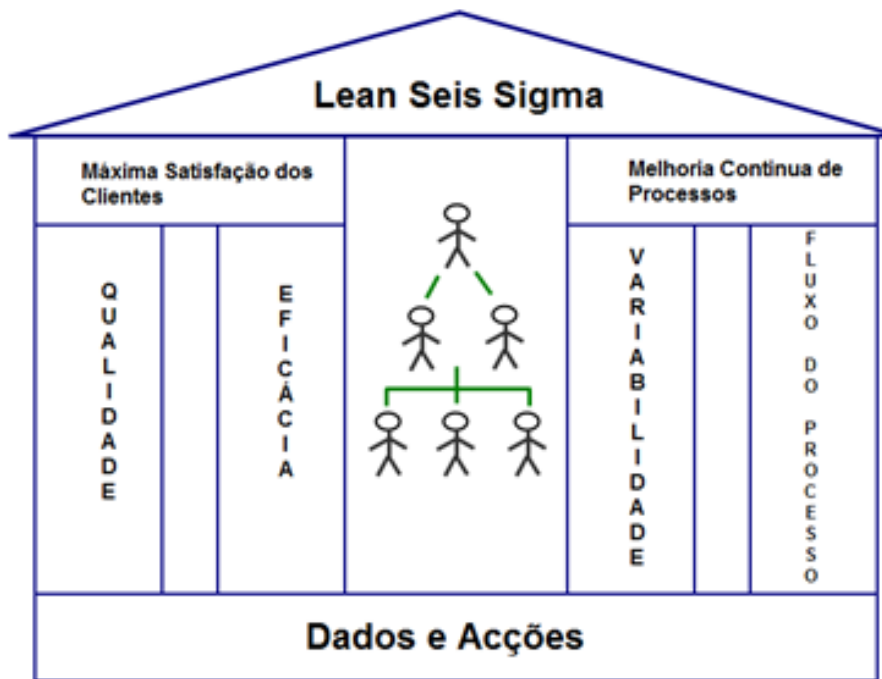 Lean Seis Sigma
Máxima Satisfação dos
Clientes
Melhoria Continua de
Processos
QUALIDADE
EFICÁCIA
VARIABILIDADE
FLUXO DO PROCESSO
Dados e Acções